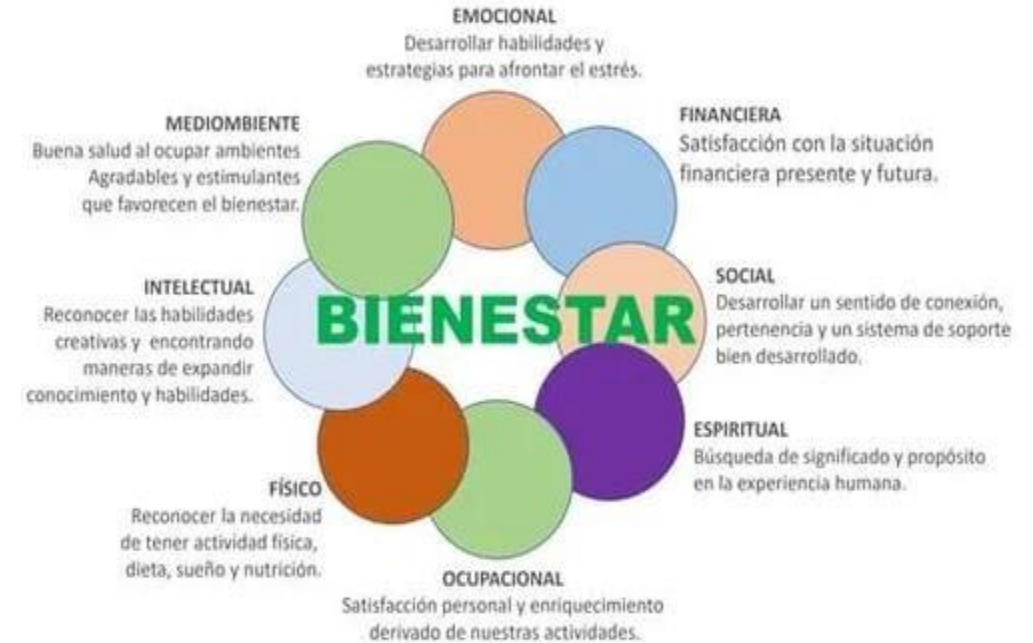 EMOCIONAL
Desarrollar habilidades y
estrategias para afrontar el estrés.
FINANCIERA
Satisfacción con la situación
financiera presente y futura.
MEDIOMBIENTE
Buena salud al ocupar ambientes
Agradables y estimulantes
que favorecen el bienestar.
SOCIAL
Desarrollar un sentido de conexión,
pertenencia y un sistema de soporte
bien desarrollado.
INTELECTUAL
Reconocer las habilidades
creativas y encontrando
maneras de expandir
conocimiento y habilidades.
BIENESTAR
ESPIRITUAL
Búsqueda de significado y propósito
en la experiencia humana.
FÍSICO
Reconocer la necesidad
de tener actividad física,
dieta, sueño y nutrición.
OCUPACIONAL
Satisfacción personal y enriquecimiento
derivado de nuestras actividades.